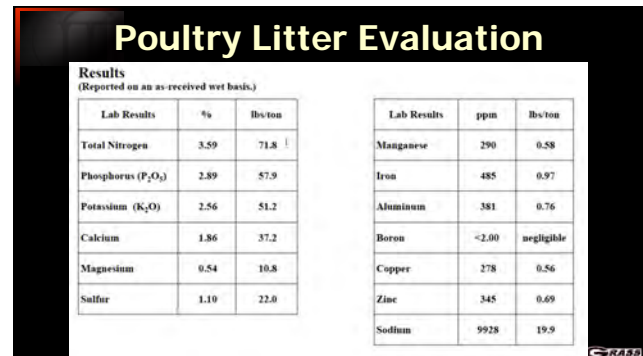 Poultry Litter Evaluation
Results
(Reported on an as-received wet basis.)
Lab Results % lbs/ton
Total Nitrogen 3.59 71.8
Phosphorus (P₂O₅) 2.89 57.9
Potassium (K₂O) 2.56 51.2
Calcium 1.86 37.2
Magnesium 0.54 10.8
Sulfur 1.10 22.0
Lab Results ppm lbs/ton
Manganese 290 0.58
Iron 485 0.97
Aluminum 381 0.76
Boron <2.00 negligible
Copper 278 0.56
Zinc 345 0.69
Sodium 9928 19.9
GRASS